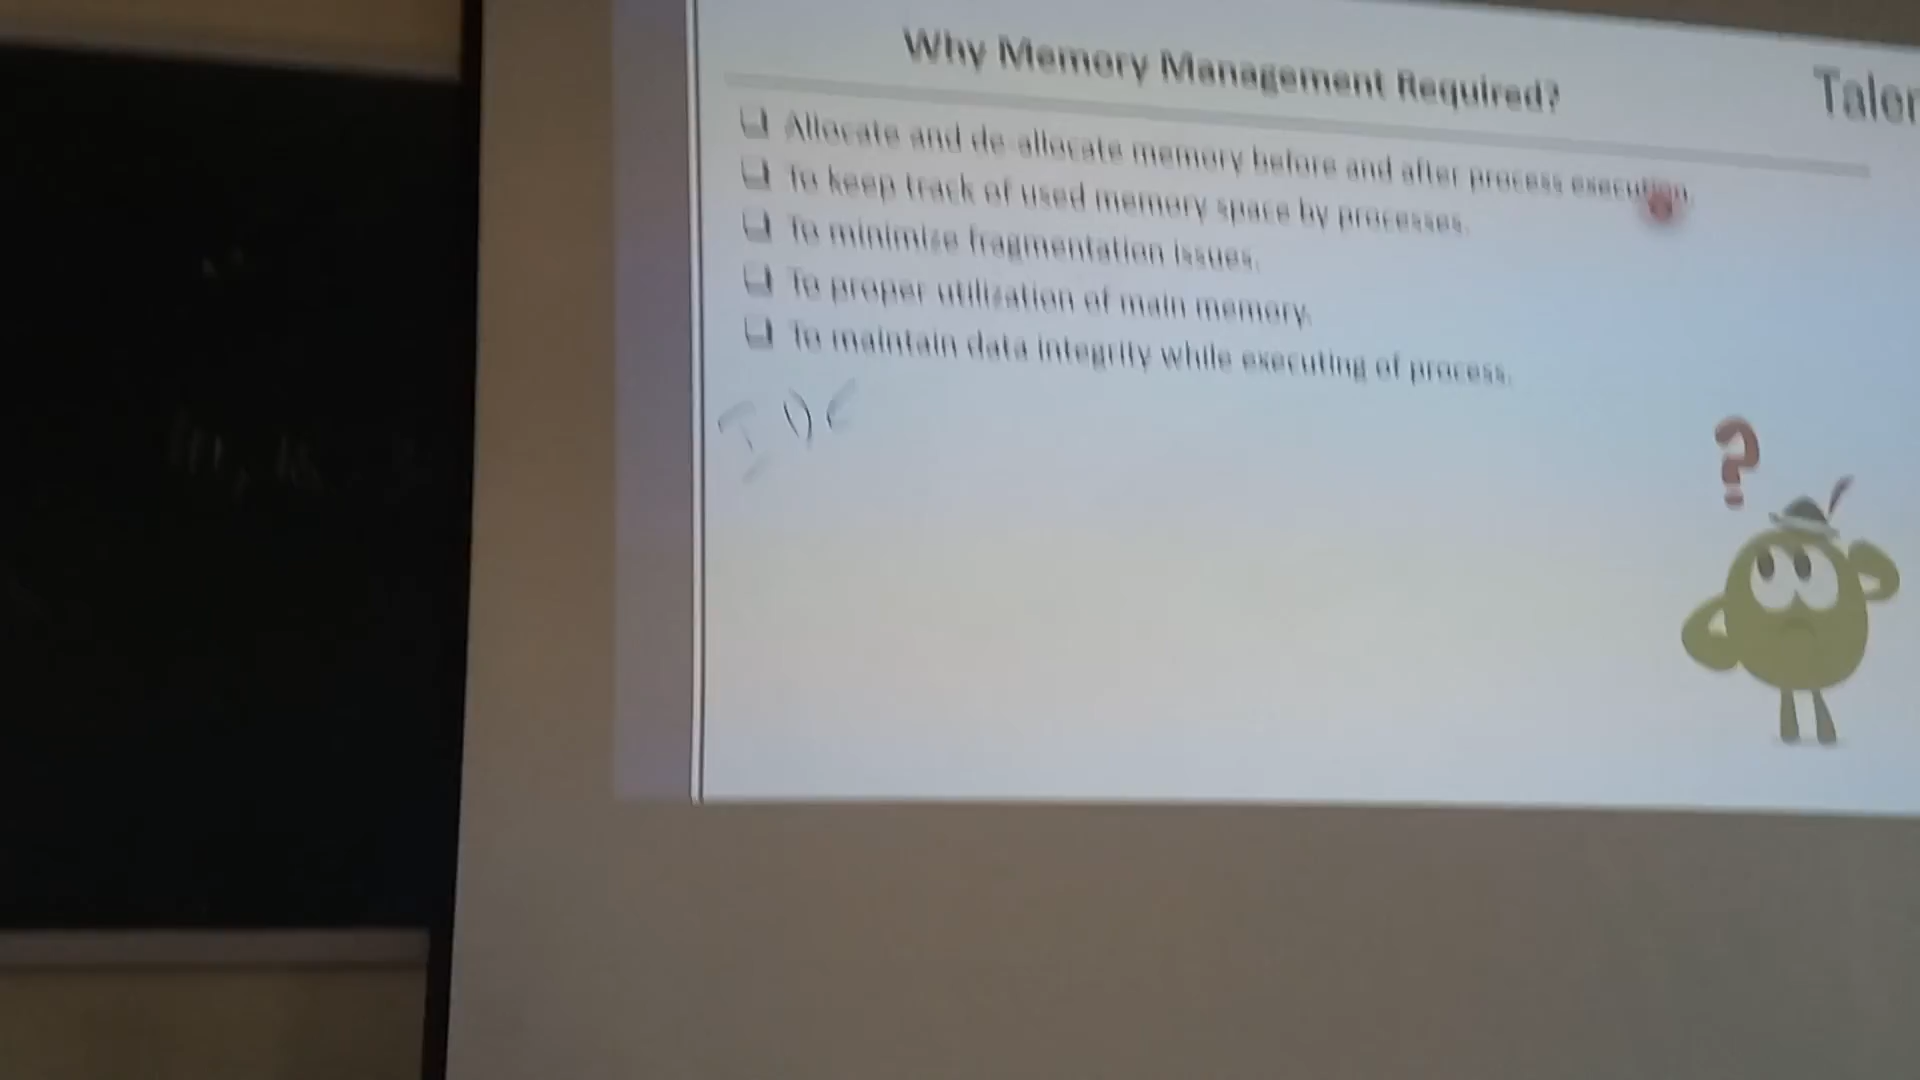 Why Memory Management Required?
Allocate and de-allocate memory before and after process execution.
To keep track of used memory space by processes.
To minimize fragmentation issues.
To proper utilization of main memory.
To maintain data integrity while executing of process.
?